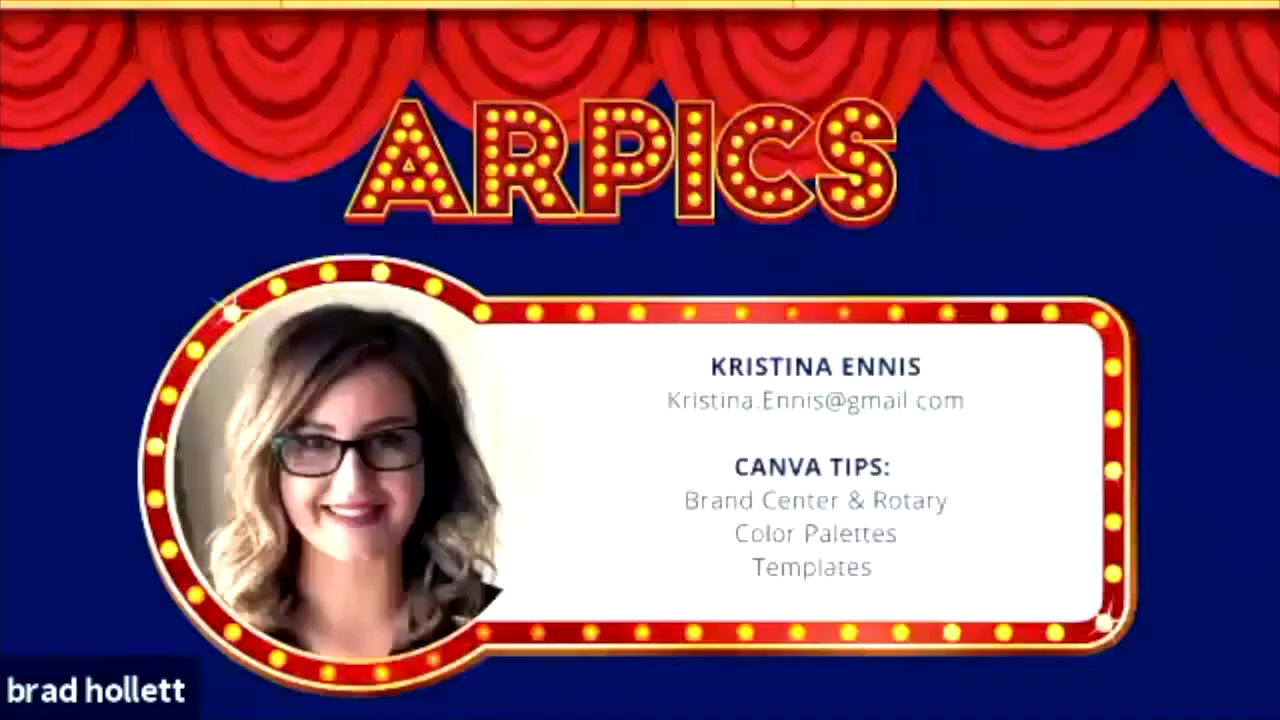 ARPICS
KRISTINA ENNIS
Kristina.Ennis@gmail.com
CANVA TIPS:
Brand Center & Rotary
Color Palettes
Templates
brad hollett